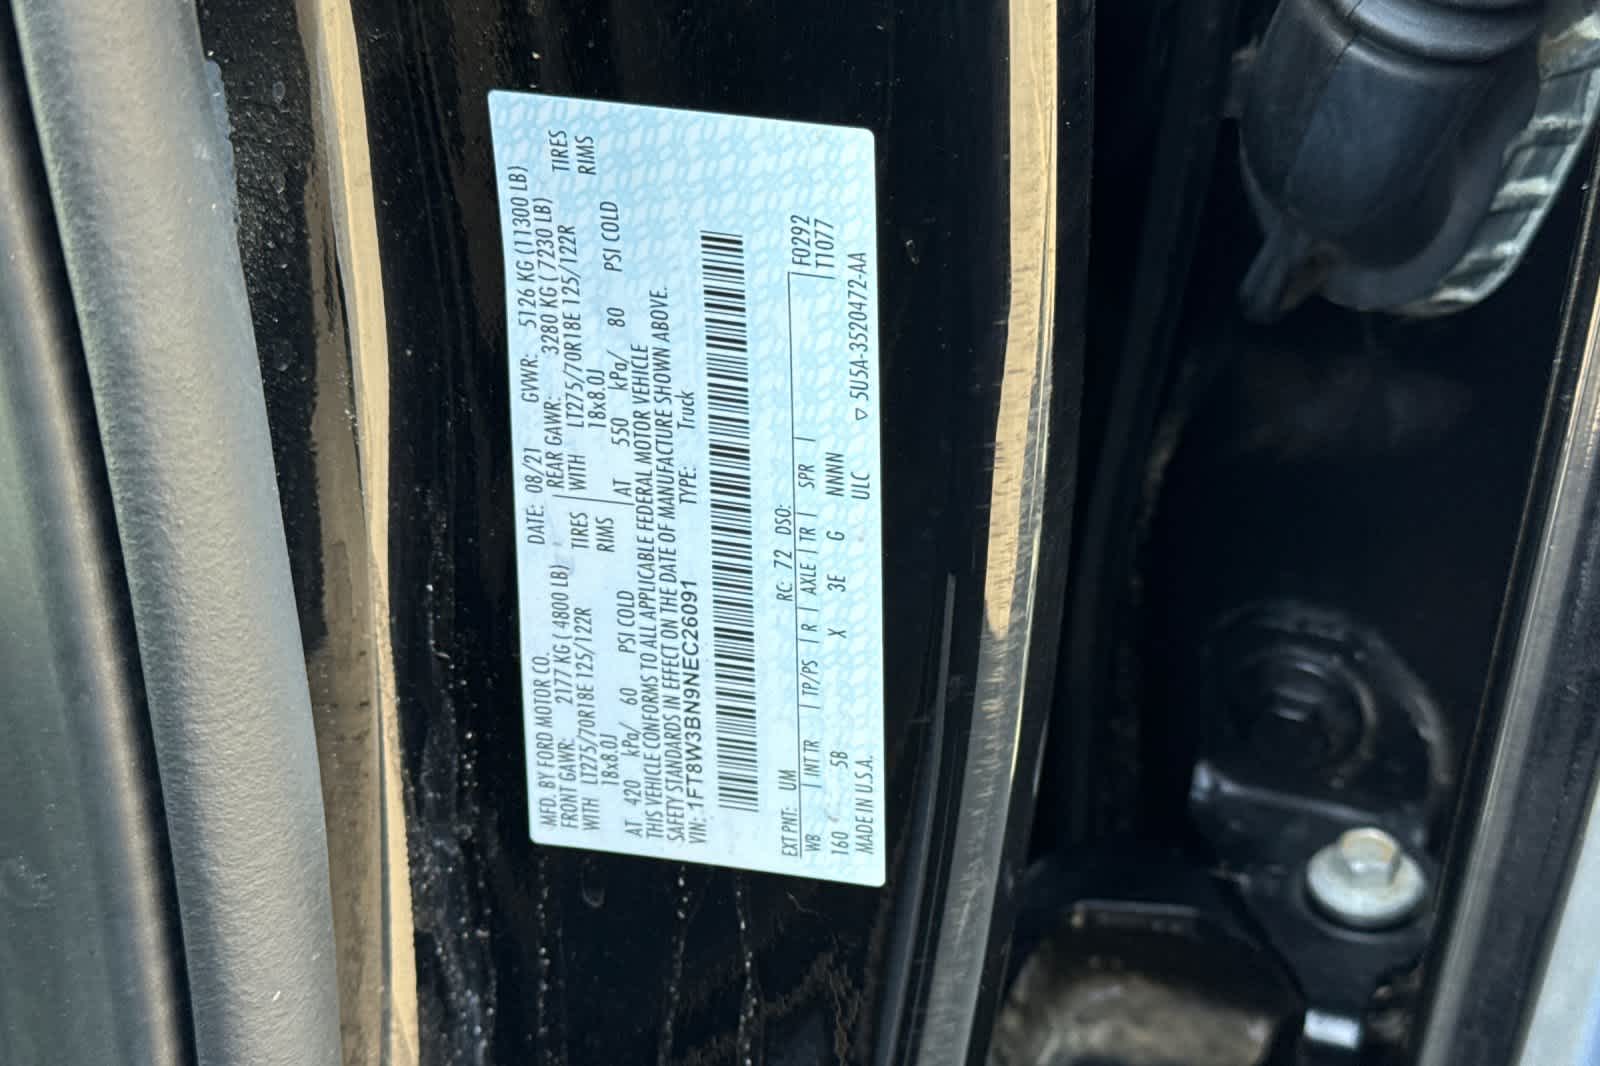 MFD. BY FORD MOTOR CO.
DATE: 08/21 GVWR: 5126 KG (11300 LB)
FRONT GAWR: 2177 KG ( 4800 LB) REAR GAWR: 3280 KG ( 7230 LB)
WITH LT275/70R18E 125/122R TIRES WITH LT275/70R18E 125/122R TIRES
18x8.0J RIMS 18x8.0J RIMS
AT 420 kPa/ 60 PSI COLD AT 550 kPa/ 80 PSI COLD
THIS VEHICLE CONFORMS TO ALL APPLICABLE FEDERAL MOTOR VEHICLE
SAFETY STANDARDS IN EFFECT ON THE DATE OF MANUFACTURE SHOWN ABOVE.
VIN: 1FT8W3BN9NEC26091 TYPE: Truck
EXT PNT: UM RC: 72 DSO:
WB INT TR TP/PS R AXLE TR SPR F0292
T1077
160 5B X 3E G NNNN
MADE IN U.S.A. ULC ▽ 5U5A-3520472-AA